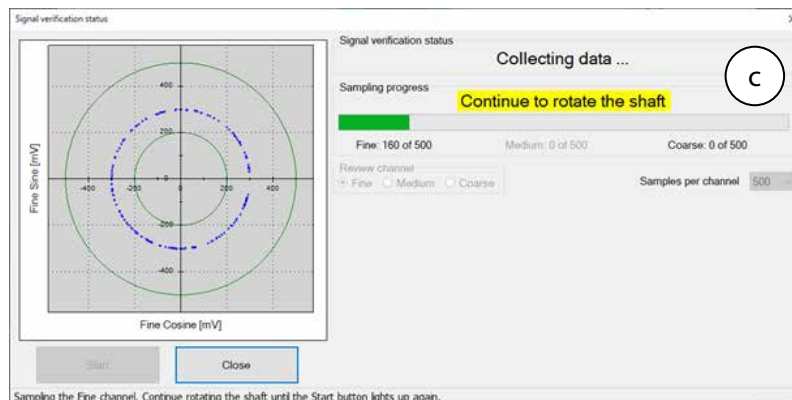 Signal verification status
x
Signal verification status
Collecting data ...
C
Sampling progress
Continue to rotate the shaft
Fine: 160 of 500 Medium: 0 of 500 Coarse: 0 of 500
Review channel
Fine Medium Coarse
Samples per channel 500
400
200
-400 -200 0 200 400
-200
-400
Fine Sine [mV]
Fine Cosine [mV]
Start Close
Sampling the Fine channel. Continue rotating the shaft until the Start button lights up again.